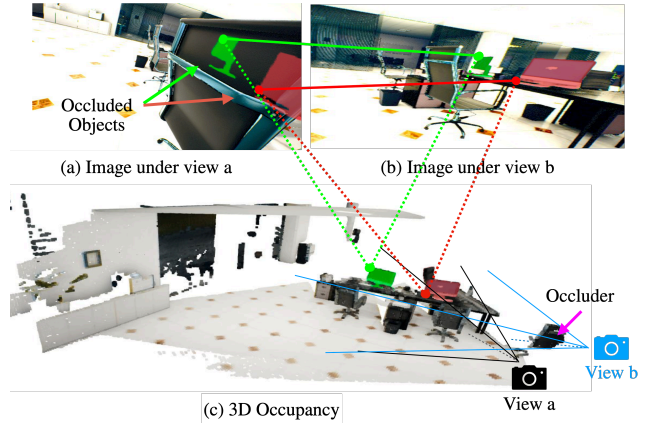 Occluded
Objects
(a) Image under view a
(b) Image under view b
Occluder
View b
View a
(c) 3D Occupancy